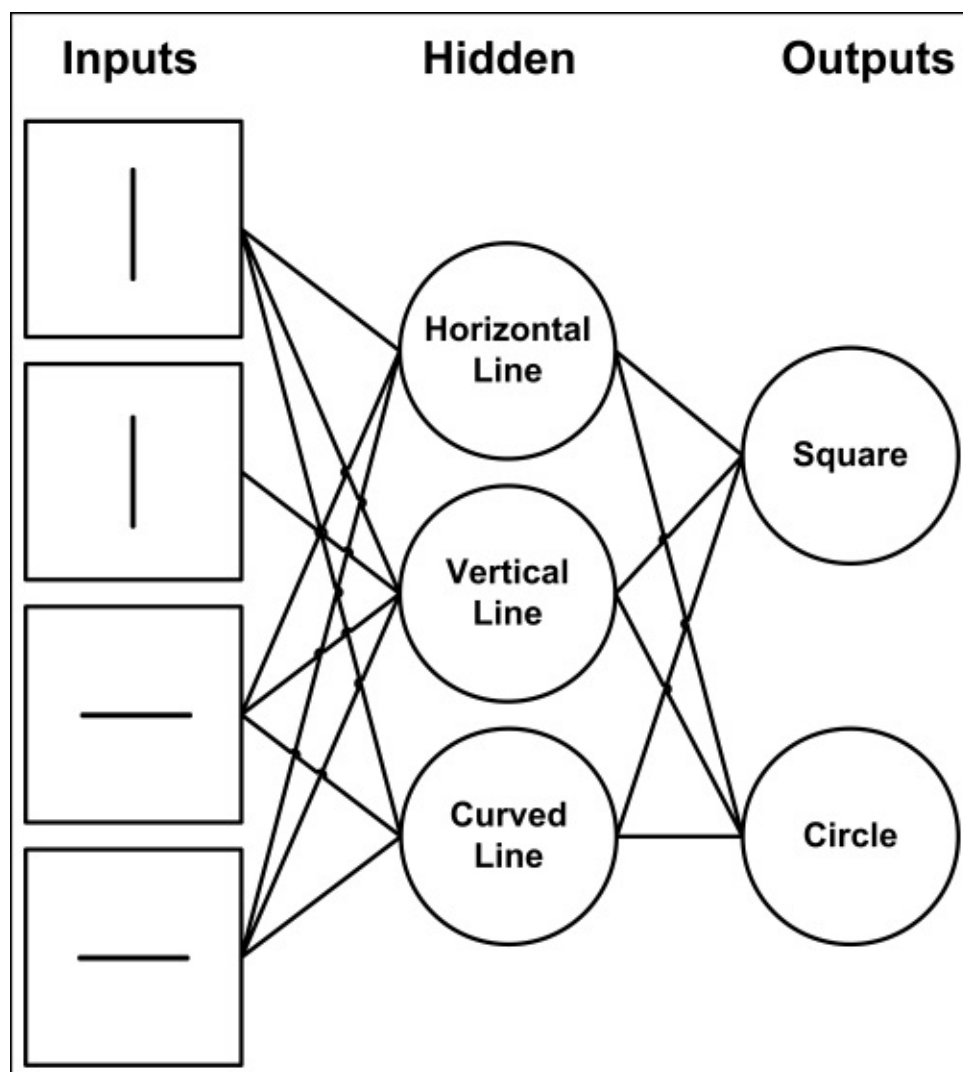 Inputs
Hidden
Outputs
Horizontal
Line
Vertical
Line
Curved
Line
Square
Circle